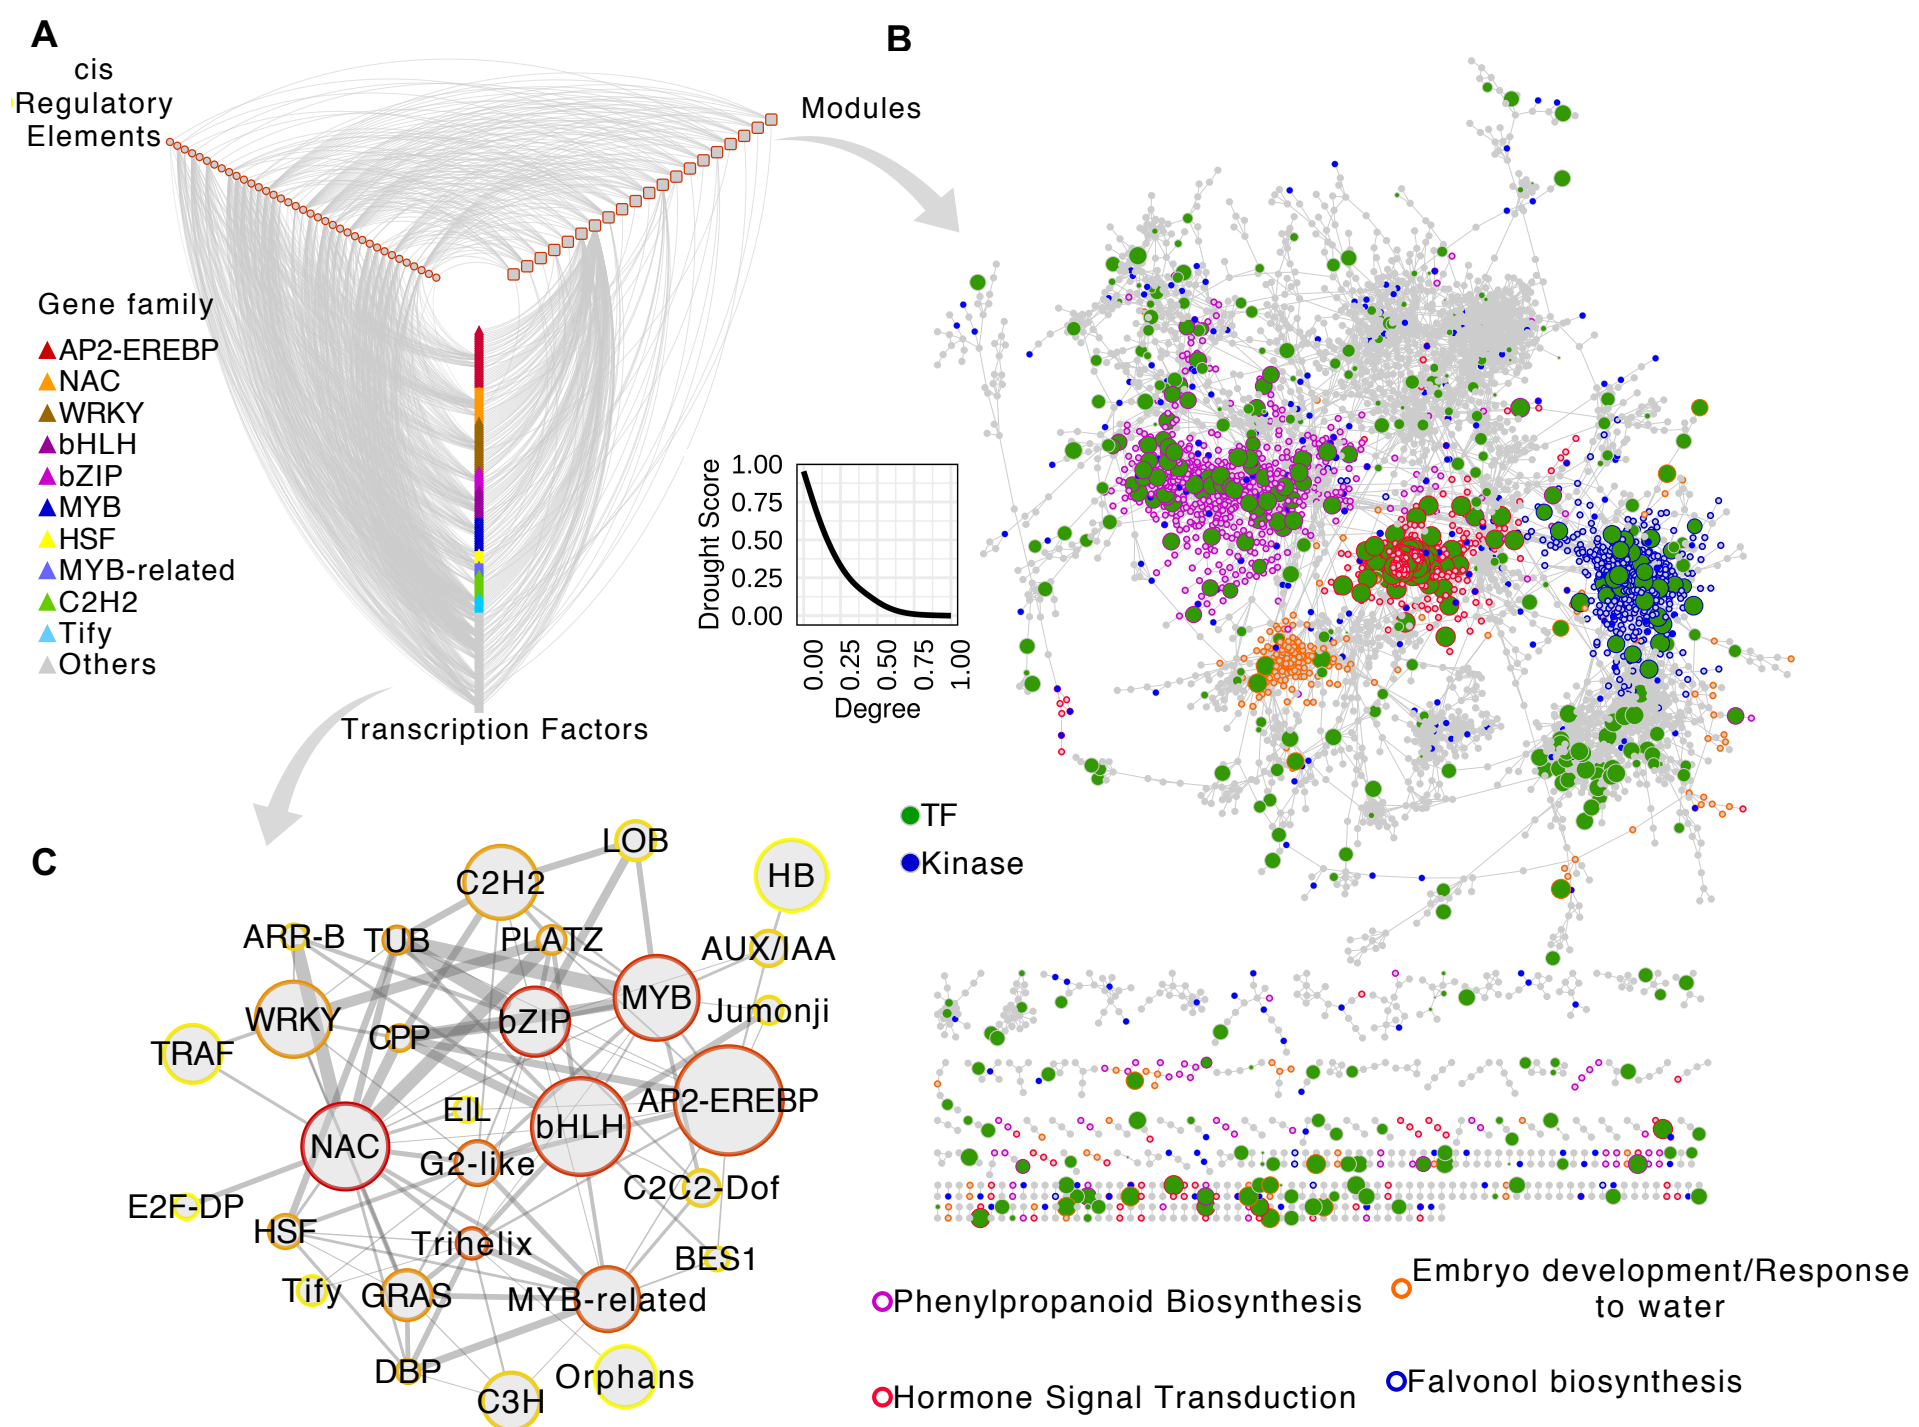 A
cis
Regulatory
Elements
Modules
Gene family
AP2-EREBP
NAC
WRKY
bHLH
bZIP
MYB
HSF
MYB-related
C2H2
Tify
Others
Transcription Factors
Drought Score
1.00
0.75
0.50
0.25
0.00
0.00
0.25
0.50
0.75
1.00
Degree
B
TF
Kinase
Phenylpropanoid Biosynthesis
Embryo development/Response
to water
Hormone Signal Transduction
Falvonol biosynthesis
C
LOB
C2H2
HB
ARR-B
TUB
PLATZ
AUX/IAA
WRKY
MYB
Jumonji
bZIP
CPP
TRAF
EIL
AP2-EREBP
bHLH
NAC
G2-like
C2C2-Dof
E2F-DP
HSF
Trihelix
BES1
Tify
GRAS
MYB-related
DBP
Orphans
C3H